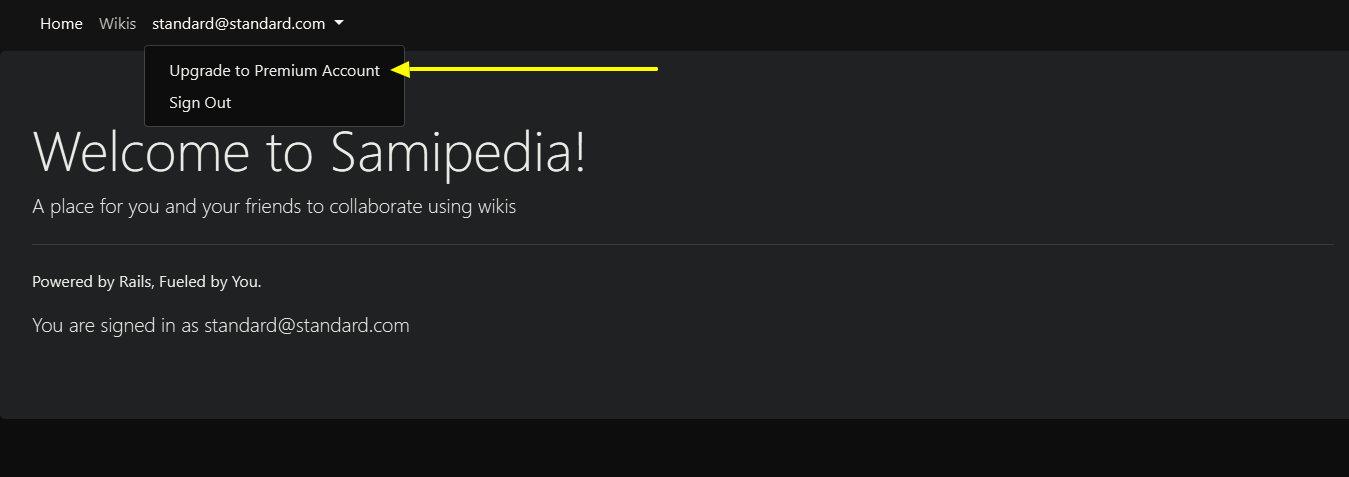 Home Wikis standard@standard.com
Upgrade to Premium Account
Sign Out
Welcome to Samipedia!
A place for you and your friends to collaborate using wikis
Powered by Rails, Fueled by You.
You are signed in as standard@standard.com